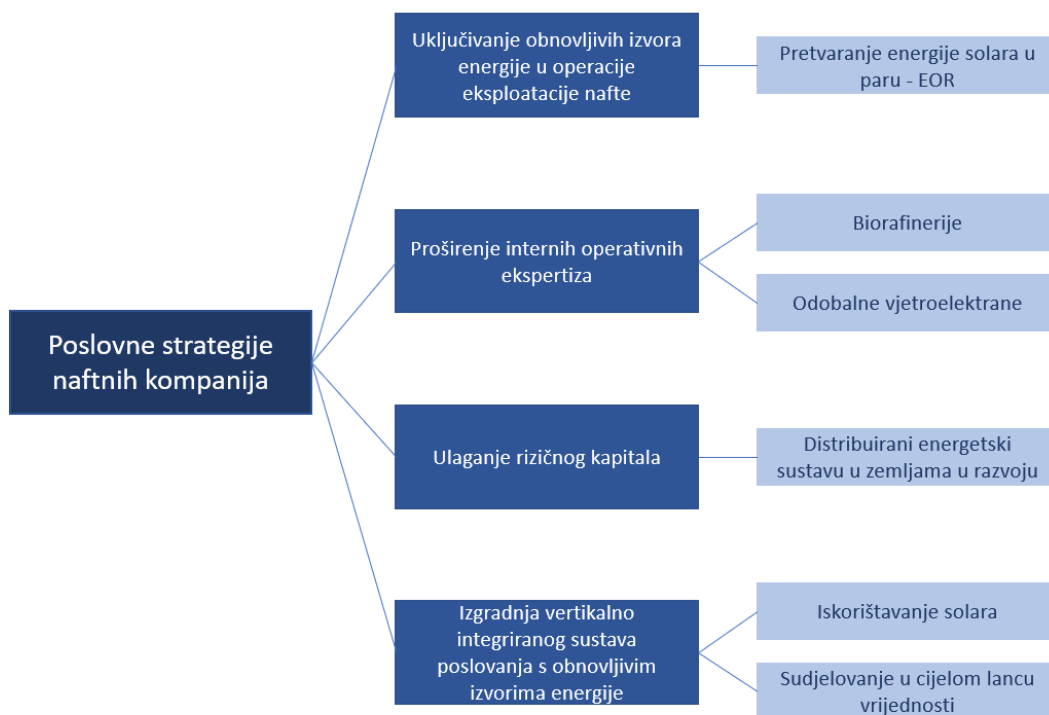 Poslovne strategije
naftnih kompanija
Uključivanje obnovljivih izvora
energije u operacije
eksploatacije nafte
Pretvaranje energije solara u
paru - EOR
Proširenje internih operativnih
ekspertiza
Biorafinerije
Odobalne vjetroelektrane
Ulaganje rizičnog kapitala
Distribuirani energetski
sustavu u zemljama u razvoju
Izgradnja vertikalno
integriranog sustava
poslovanja s obnovljivim
izvorima energije
Iskorištavanje solara
Sudjelovanje u cijelom lancu
vrijednosti